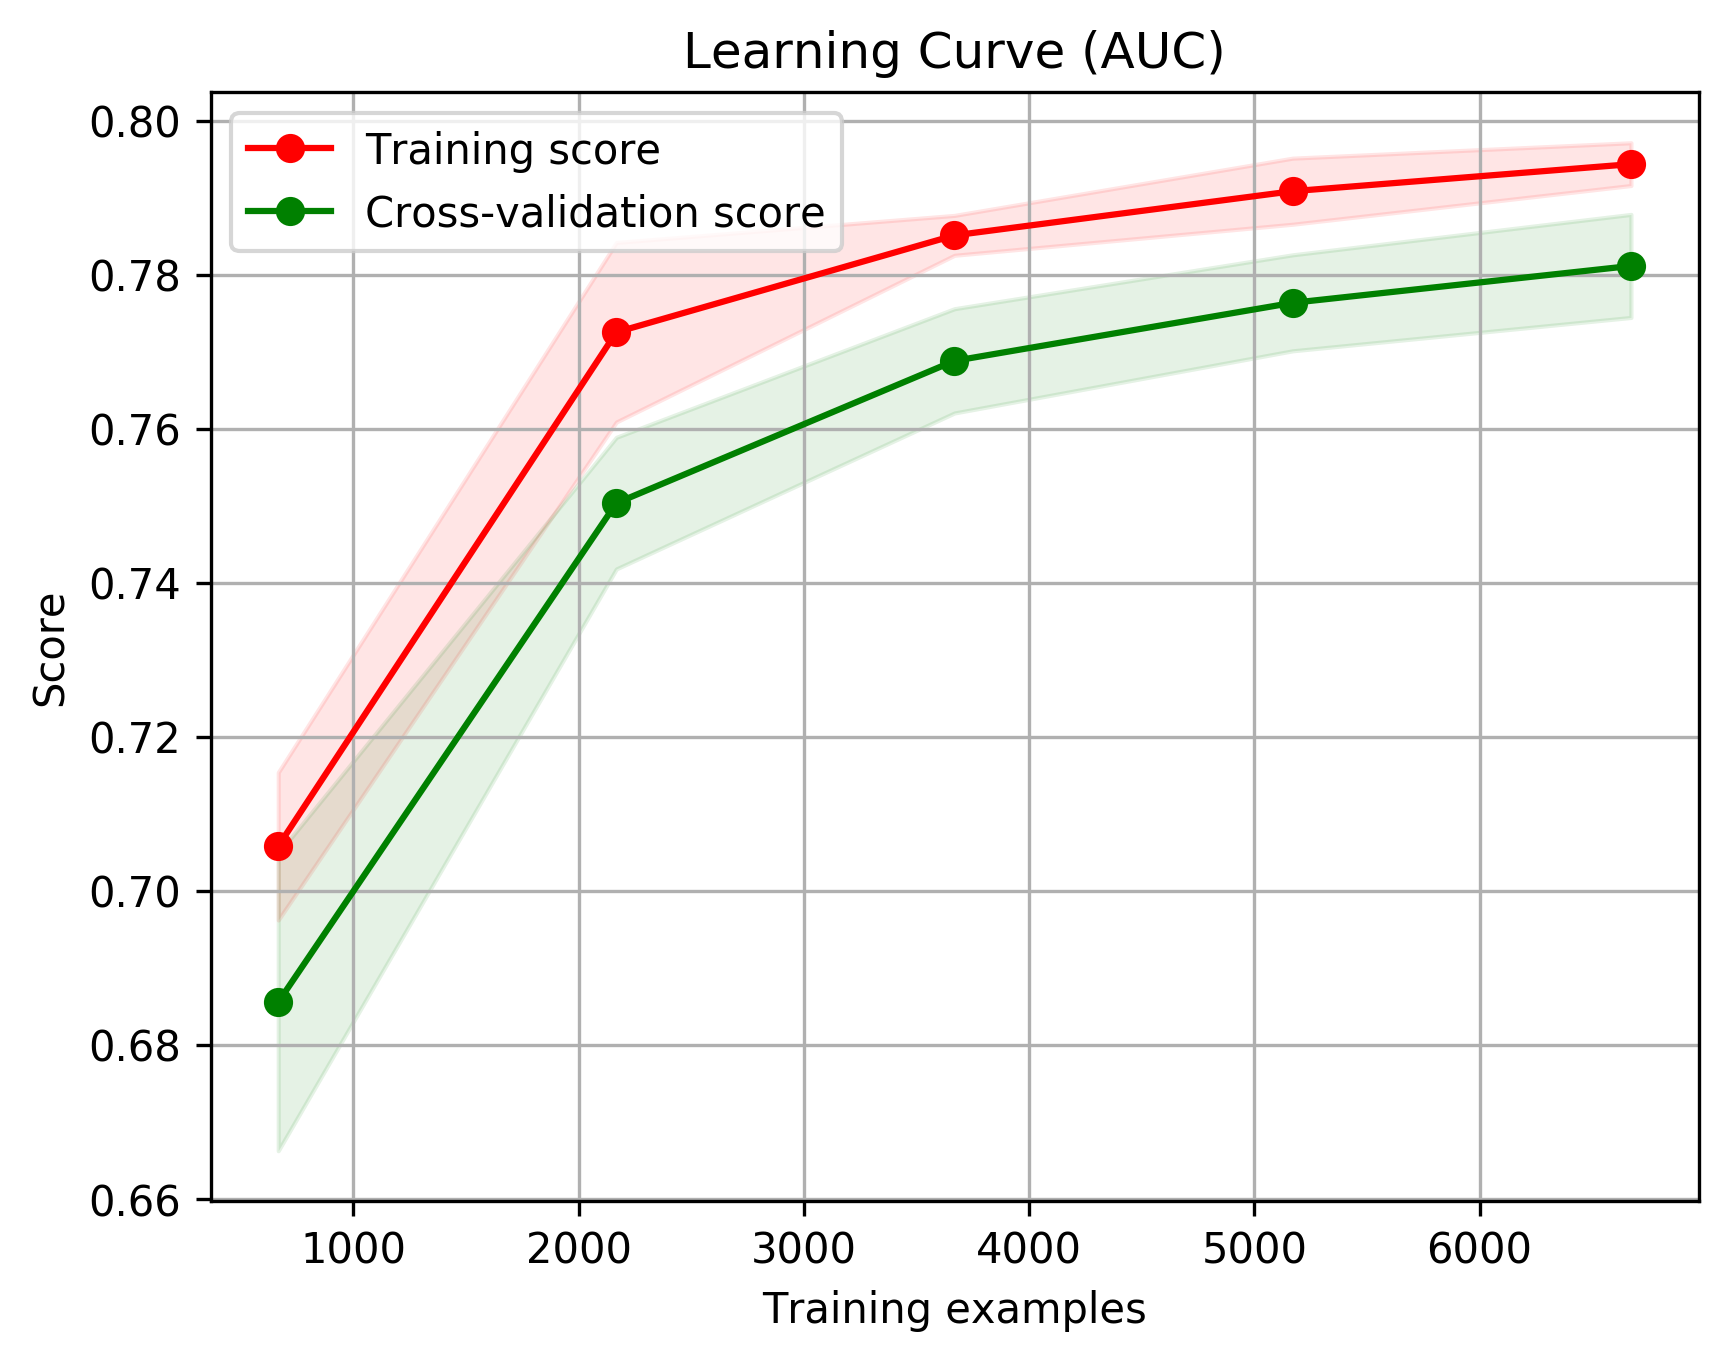 Learning Curve (AUC)
Training score
Cross-validation score
0.80
0.78
0.76
0.74
0.72
0.70
0.68
0.66
Score
1000 2000 3000 4000 5000 6000
Training examples